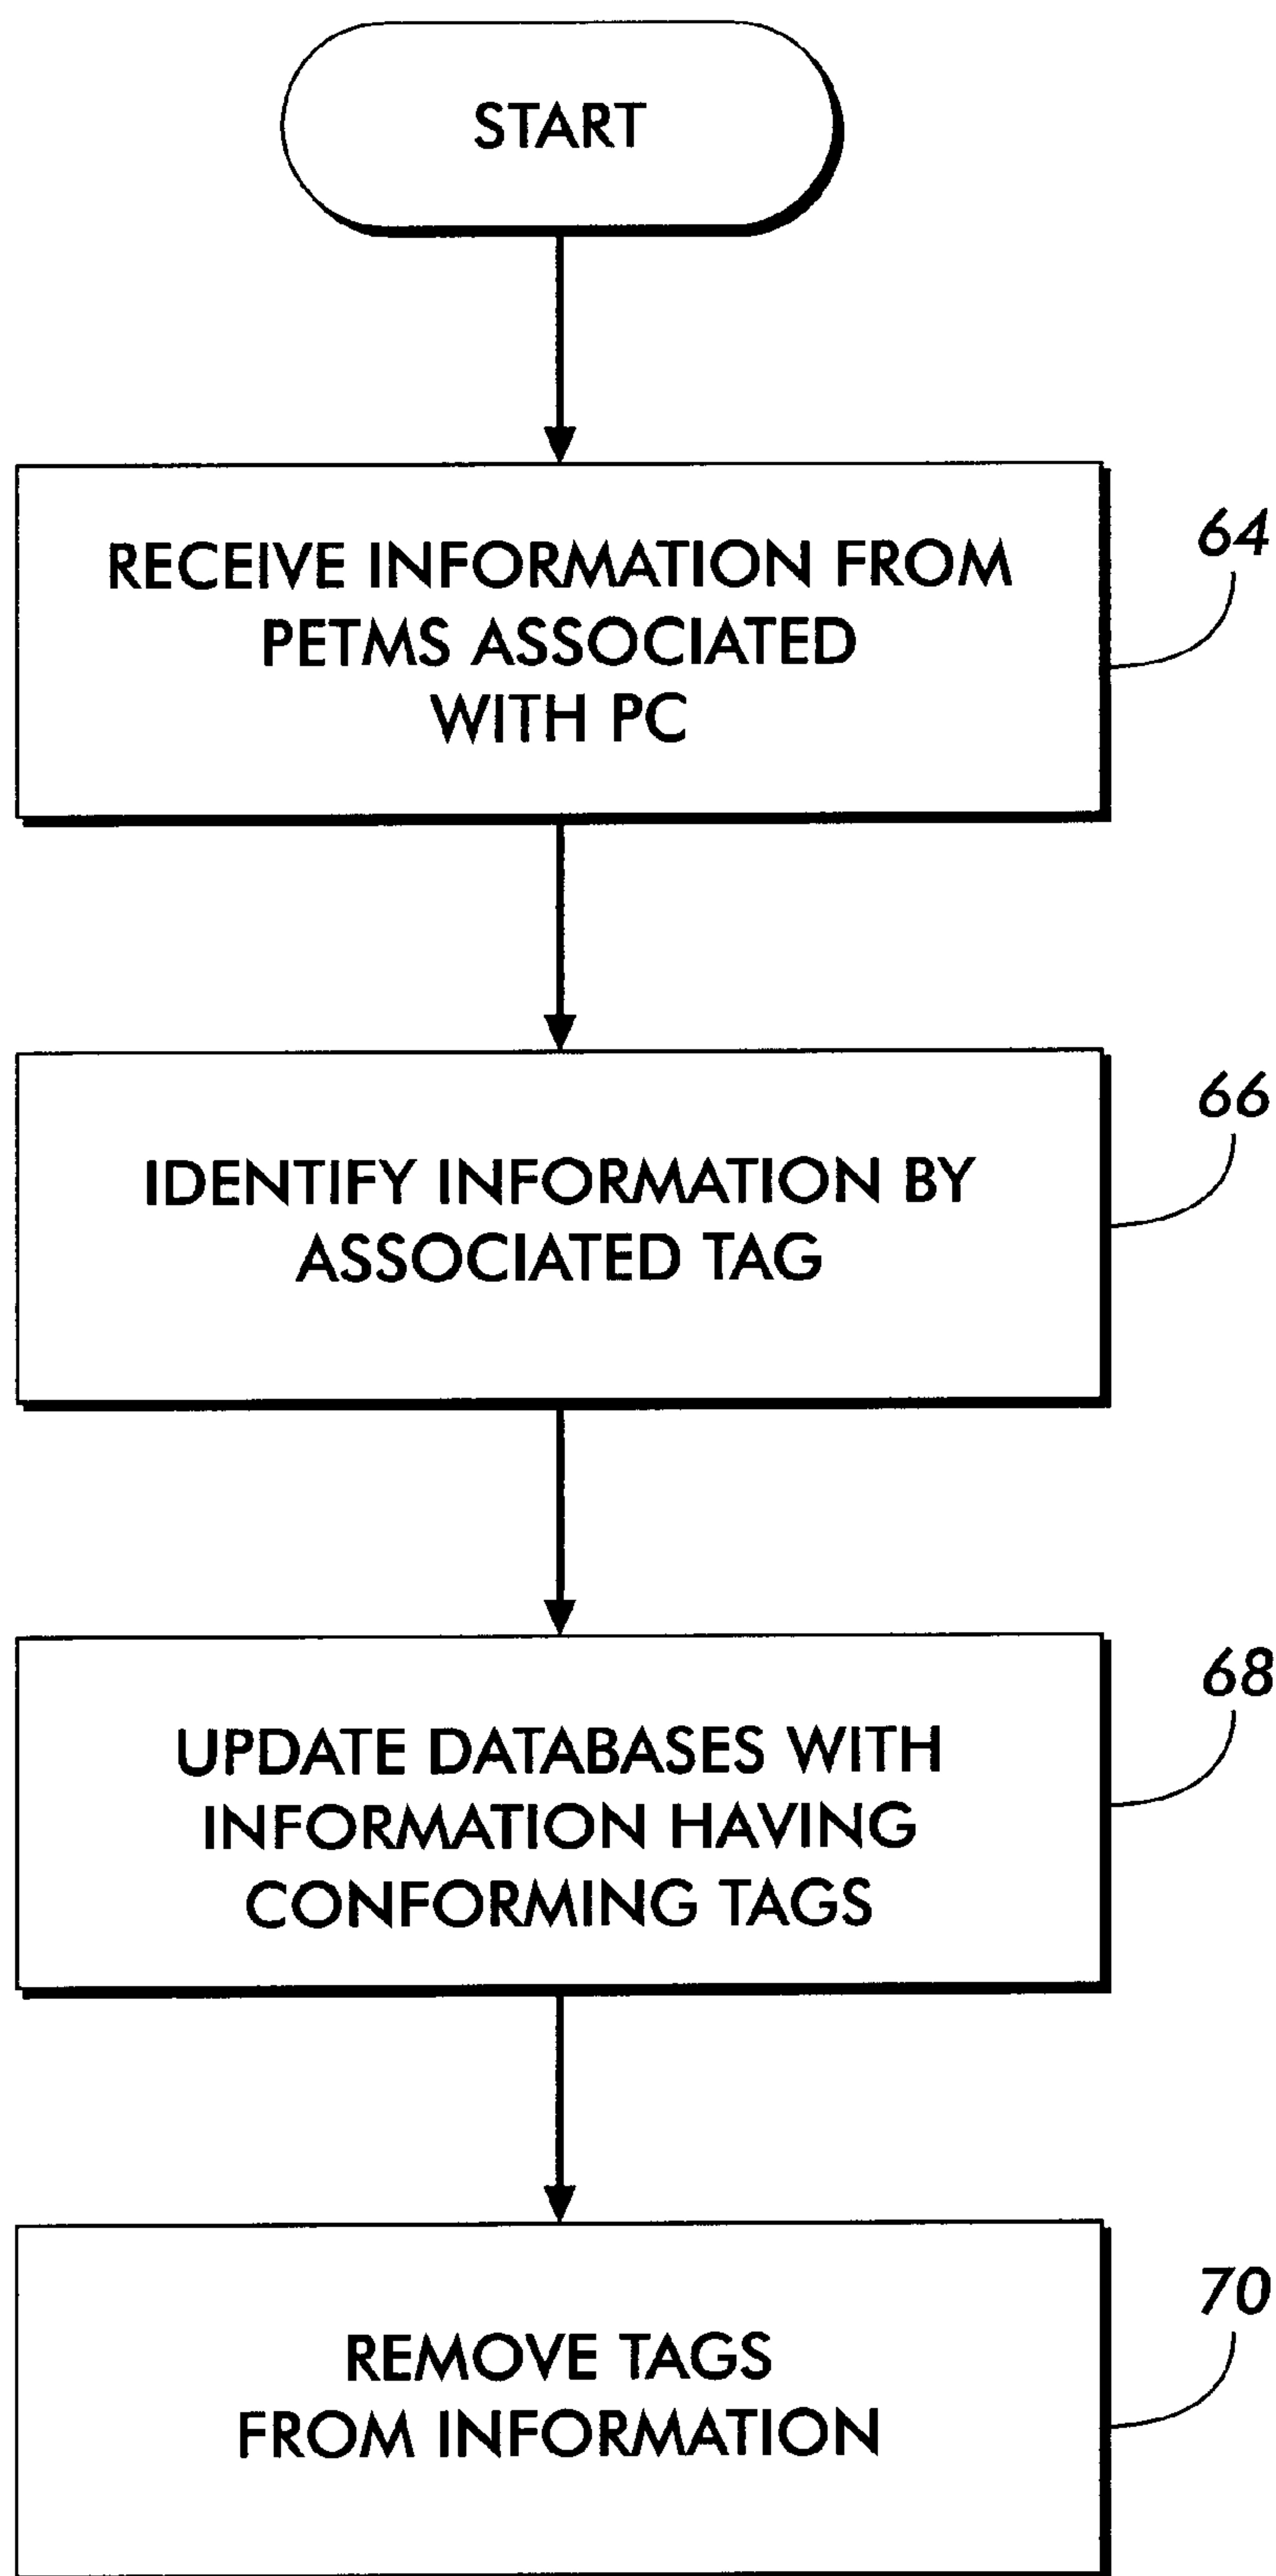 START
RECEIVE INFORMATION FROM
PETMS ASSOCIATED
WITH PC
64
IDENTIFY INFORMATION BY
ASSOCIATED TAG
66
UPDATE DATABASES WITH
INFORMATION HAVING
CONFORMING TAGS
68
REMOVE TAGS
FROM INFORMATION
70